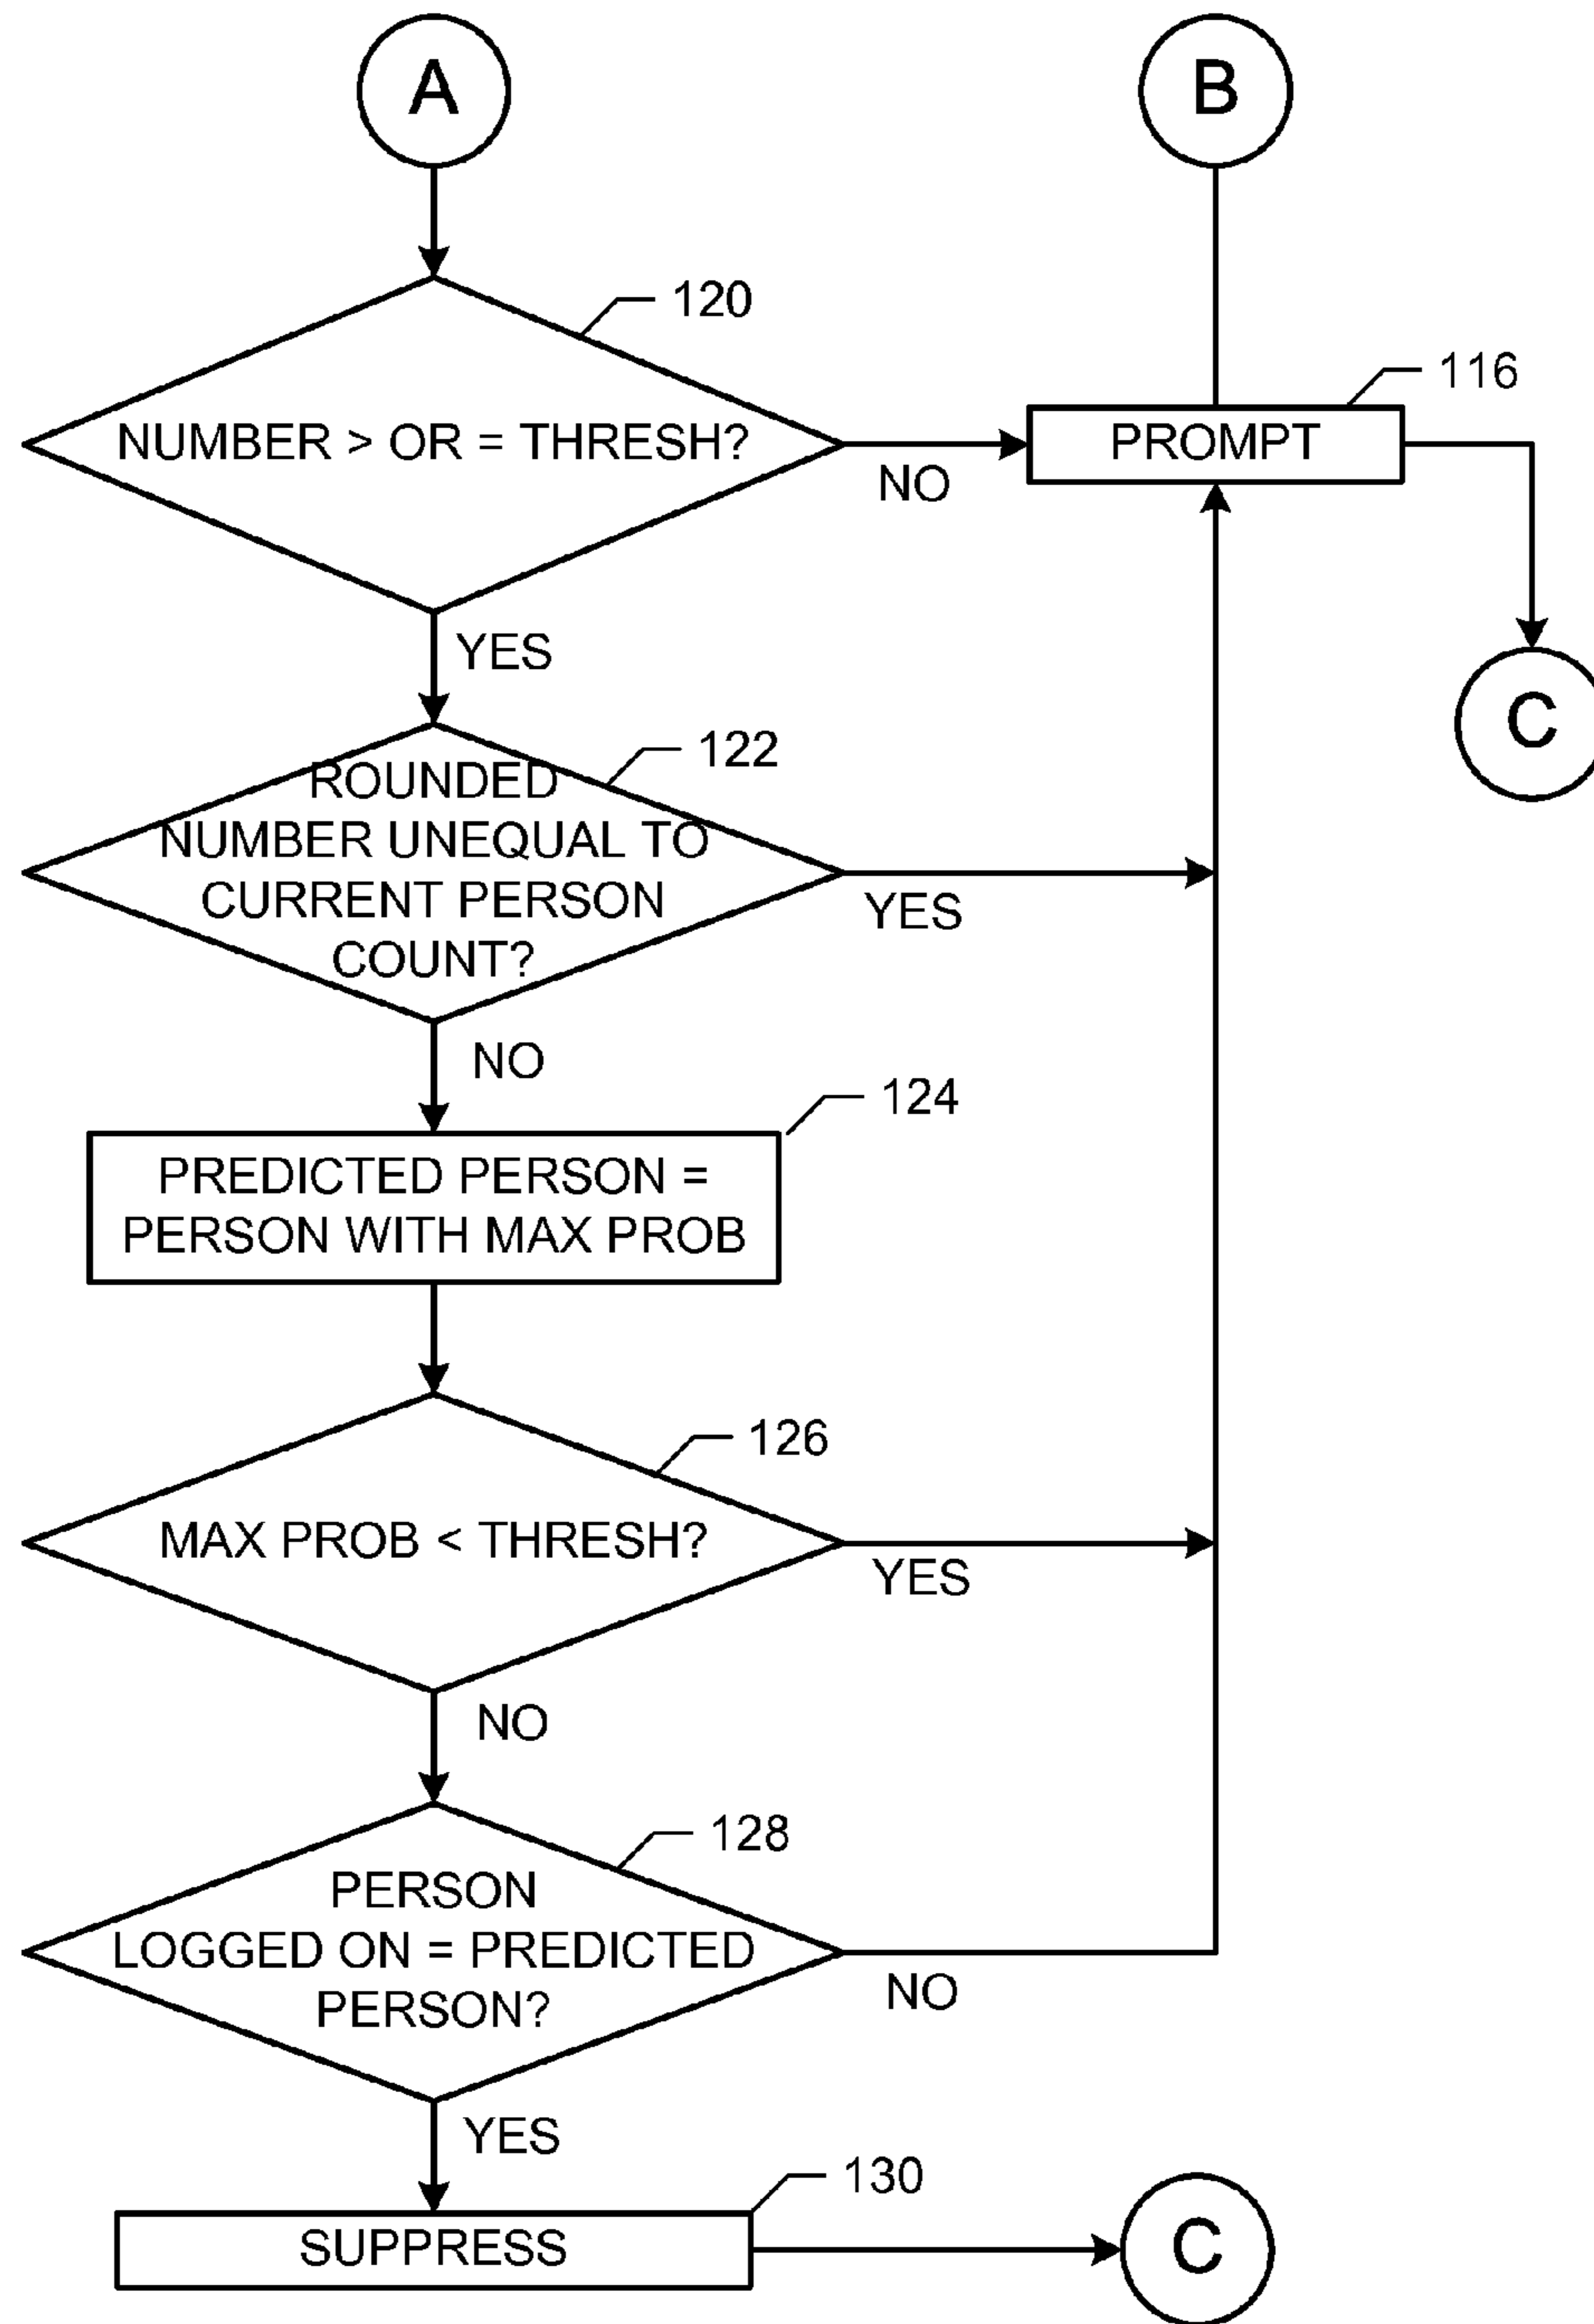 A
B
120
116
NUMBER > OR = THRESH?
PROMPT
NO
YES
C
122
ROUNDED
NUMBER UNEQUAL TO
CURRENT PERSON
COUNT?
YES
NO
124
PREDICTED PERSON =
PERSON WITH MAX PROB
126
MAX PROB < THRESH?
YES
NO
128
PERSON
LOGGED ON = PREDICTED
PERSON?
NO
YES
130
SUPPRESS
C